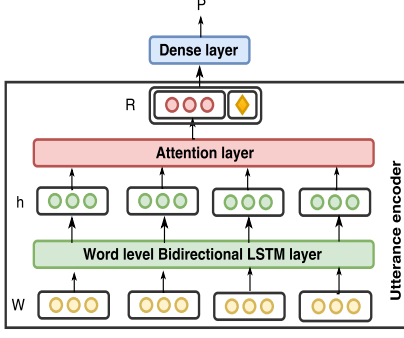 P
Dense layer
R
Attention layer
h
Word level Bidirectional LSTM layer
W
Utterance encoder